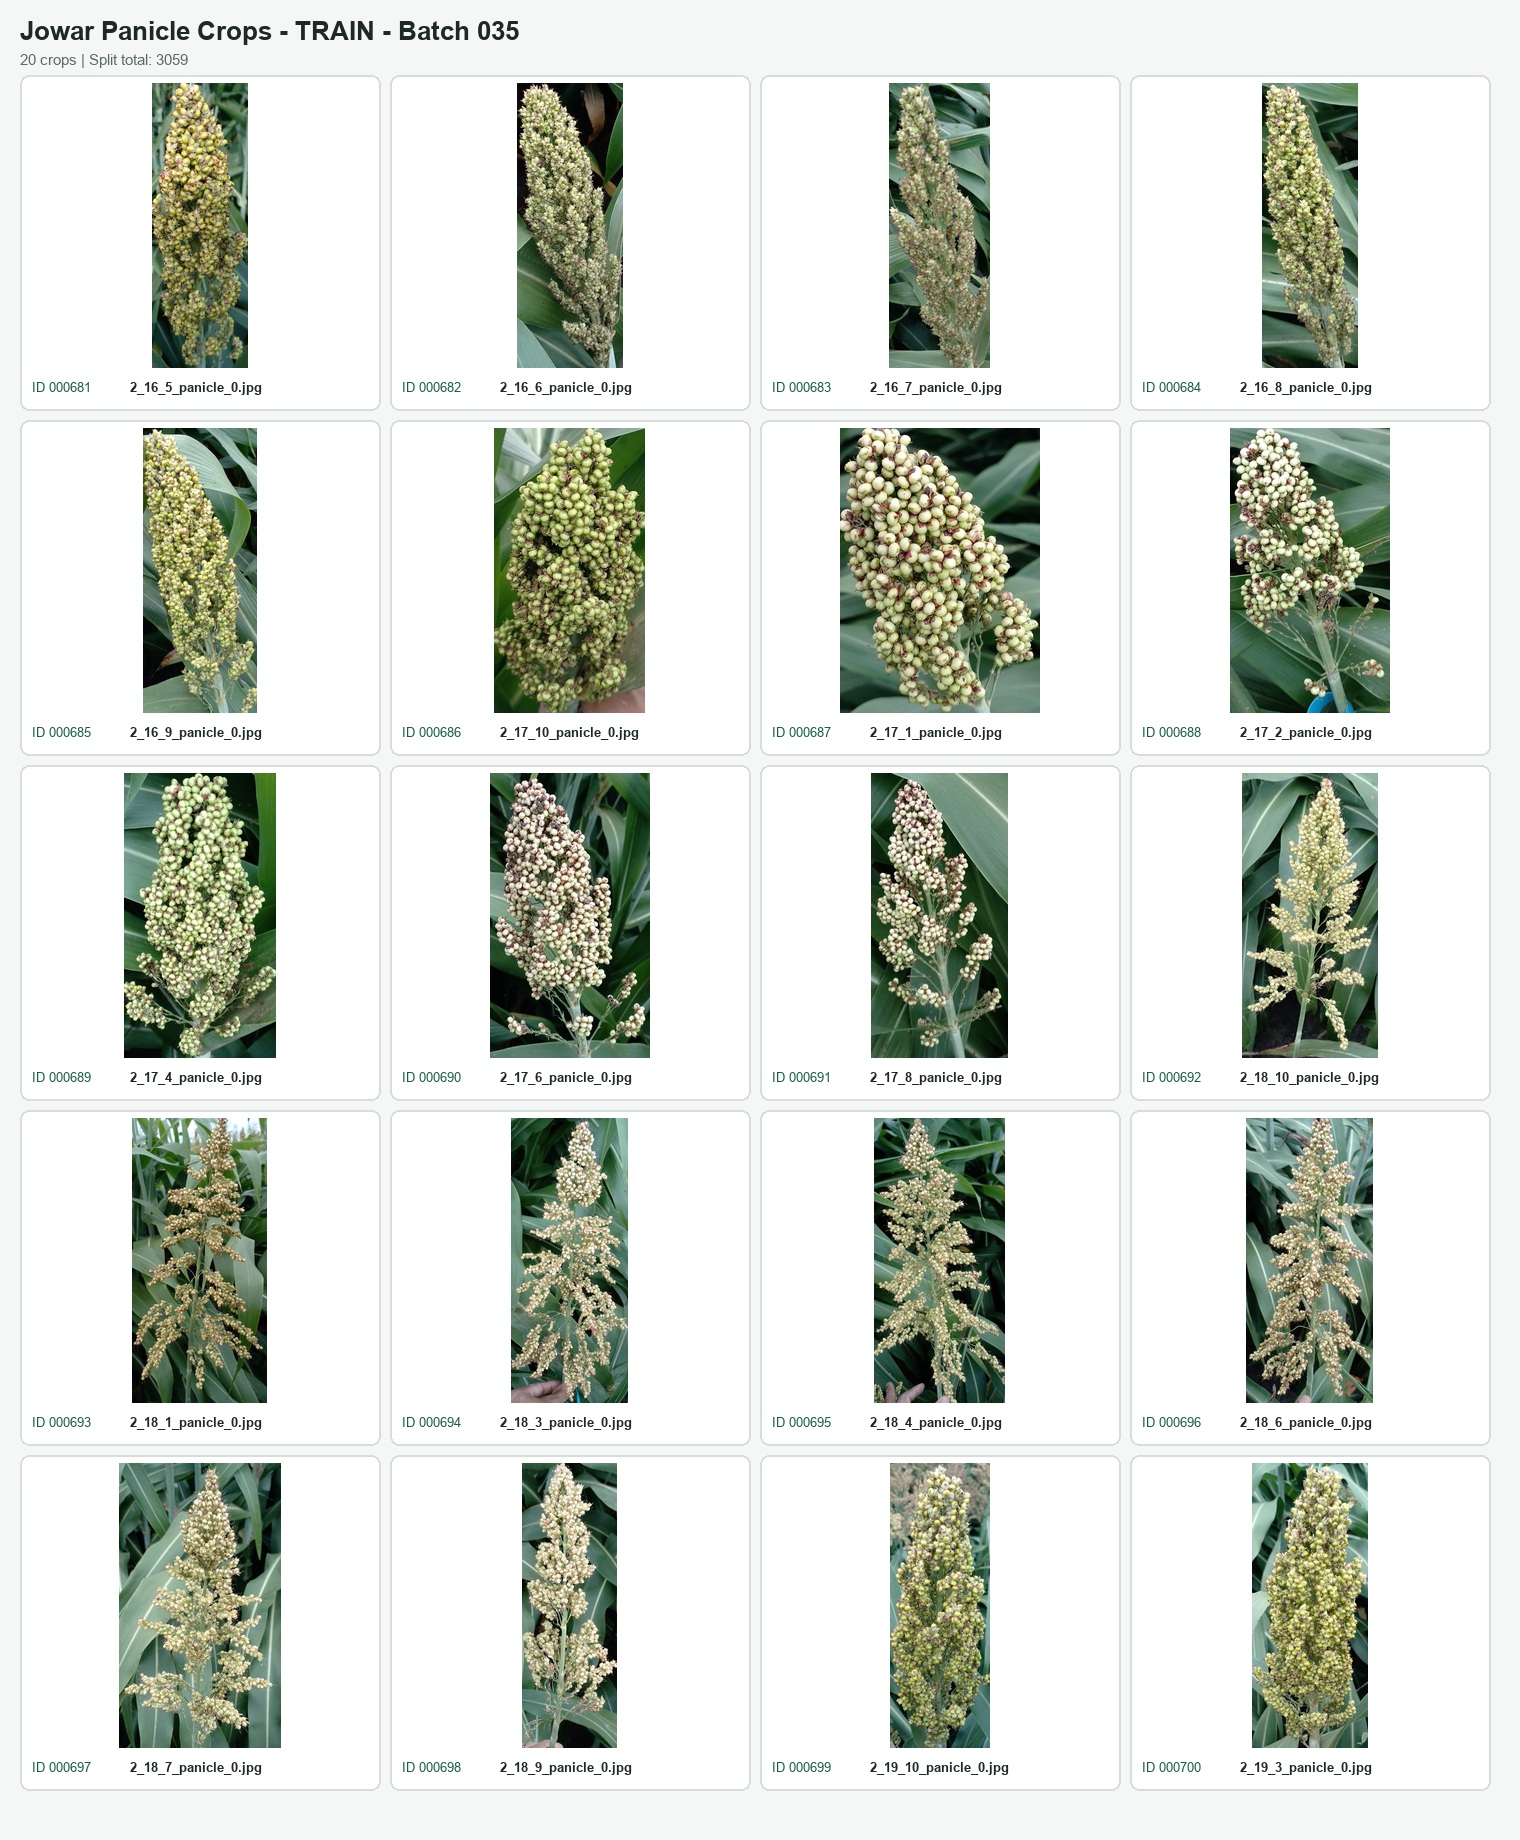 Jowar Panicle Crops - TRAIN - Batch 035
20 crops | Split total: 3059
ID 000681 2_16_5_panicle_0.jpg
ID 000682 2_16_6_panicle_0.jpg
ID 000683 2_16_7_panicle_0.jpg
ID 000684 2_16_8_panicle_0.jpg
ID 000685 2_16_9_panicle_0.jpg
ID 000686 2_17_10_panicle_0.jpg
ID 000687 2_17_1_panicle_0.jpg
ID 000688 2_17_2_panicle_0.jpg
ID 000689 2_17_4_panicle_0.jpg
ID 000690 2_17_6_panicle_0.jpg
ID 000691 2_17_8_panicle_0.jpg
ID 000692 2_18_10_panicle_0.jpg
ID 000693 2_18_1_panicle_0.jpg
ID 000694 2_18_3_panicle_0.jpg
ID 000695 2_18_4_panicle_0.jpg
ID 000696 2_18_6_panicle_0.jpg
ID 000697 2_18_7_panicle_0.jpg
ID 000698 2_18_9_panicle_0.jpg
ID 000699 2_19_10_panicle_0.jpg
ID 000700 2_19_3_panicle_0.jpg